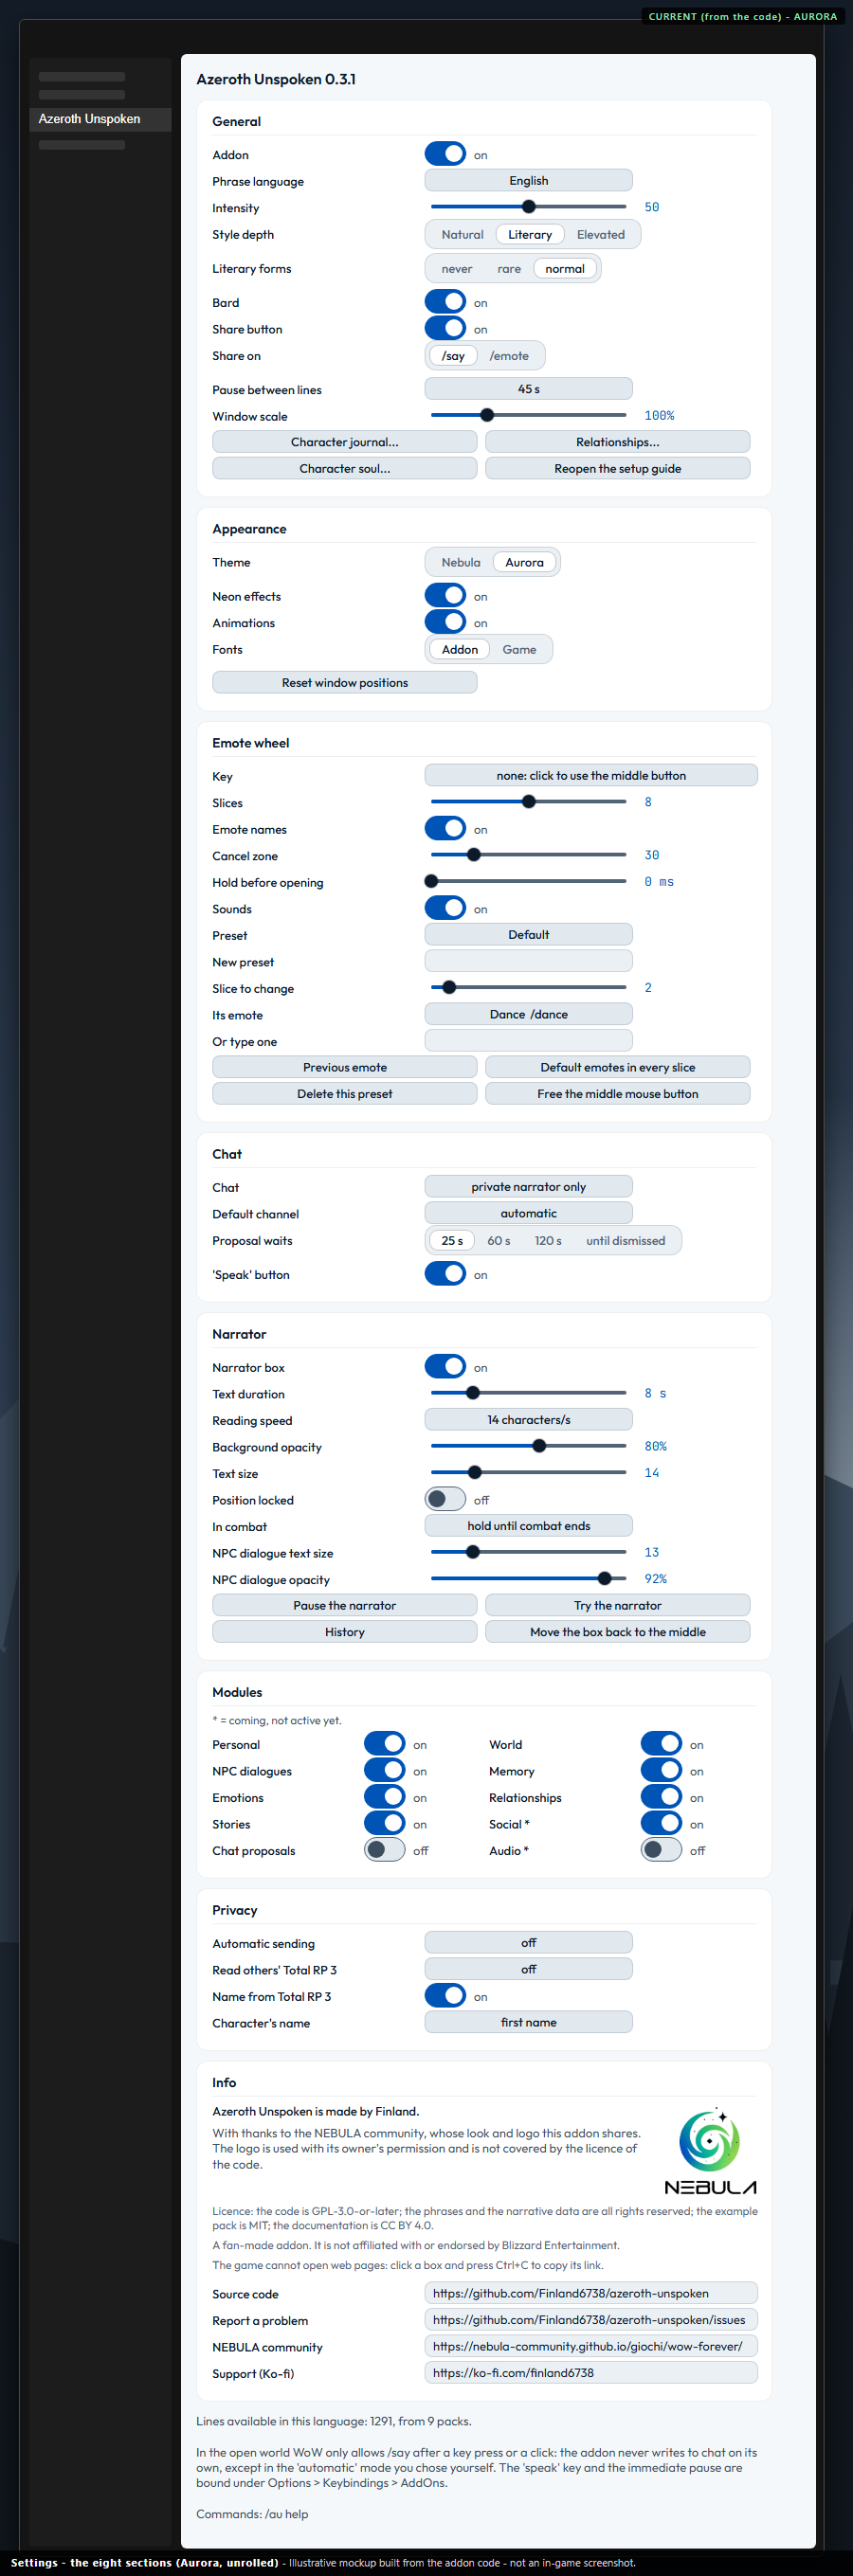 CURRENT (from the code) - AURORA
Azeroth Unspoken
Azeroth Unspoken 0.3.1
General
Addon on
Phrase language English
Intensity 50
Style depth Natural Literary Elevated
Literary forms never rare normal
Bard on
Share button on
Share on /say /emote
Pause between lines 45 s
Window scale 100%
Character journal... Relationships...
Character soul... Reopen the setup guide
Appearance
Theme Nebula Aurora
Neon effects on
Animations on
Fonts Addon Game
Reset window positions
Emote wheel
Key none: click to use the middle button
Slices 8
Emote names on
Cancel zone 30
Hold before opening 0 ms
Sounds on
Preset Default
New preset
Slice to change 2
Its emote Dance /dance
Or type one
Previous emote Default emotes in every slice
Delete this preset Free the middle mouse button
Chat
Chat private narrator only
Default channel automatic
Proposal waits 25 s 60 s 120 s until dismissed
'Speak' button on
Narrator
Narrator box on
Text duration 8 s
Reading speed 14 characters/s
Background opacity 80%
Text size 14
Position locked off
In combat hold until combat ends
NPC dialogue text size 13
NPC dialogue opacity 92%
Pause the narrator Try the narrator
History Move the box back to the middle
Modules
* = coming, not active yet.
Personal on World on
NPC dialogues on Memory on
Emotions on Relationships on
Stories on Social * on
Chat proposals off Audio * off
Privacy
Automatic sending off
Read others' Total RP 3 off
Name from Total RP 3 on
Character's name first name
Info
Azeroth Unspoken is made by Finland.
With thanks to the NEBULA community, whose look and logo this addon shares.
The logo is used with its owner's permission and is not covered by the licence of
the code.
NEBULA
Licence: the code is GPL-3.0-or-later; the phrases and the narrative data are all rights reserved; the example
pack is MIT; the documentation is CC BY 4.0.
A fan-made addon. It is not affiliated with or endorsed by Blizzard Entertainment.
The game cannot open web pages: click a box and press Ctrl+C to copy its link.
Source code https://github.com/Finland6738/azeroth-unspoken
Report a problem https://github.com/Finland6738/azeroth-unspoken/issues
NEBULA community https://nebula-community.github.io/giochi/wow-forever/
Support (Ko-fi) https://ko-fi.com/finland6738
Lines available in this language: 1291, from 9 packs.
In the open world WoW only allows /say after a key press or a click: the addon never writes to chat on its
own, except in the 'automatic' mode you chose yourself. The 'speak' key and the immediate pause are
bound under Options > Keybindings > AddOns.
Commands: /au help
Settings - the eight sections (Aurora, unrolled) - Illustrative mockup built from the addon code - not an in-game screenshot.